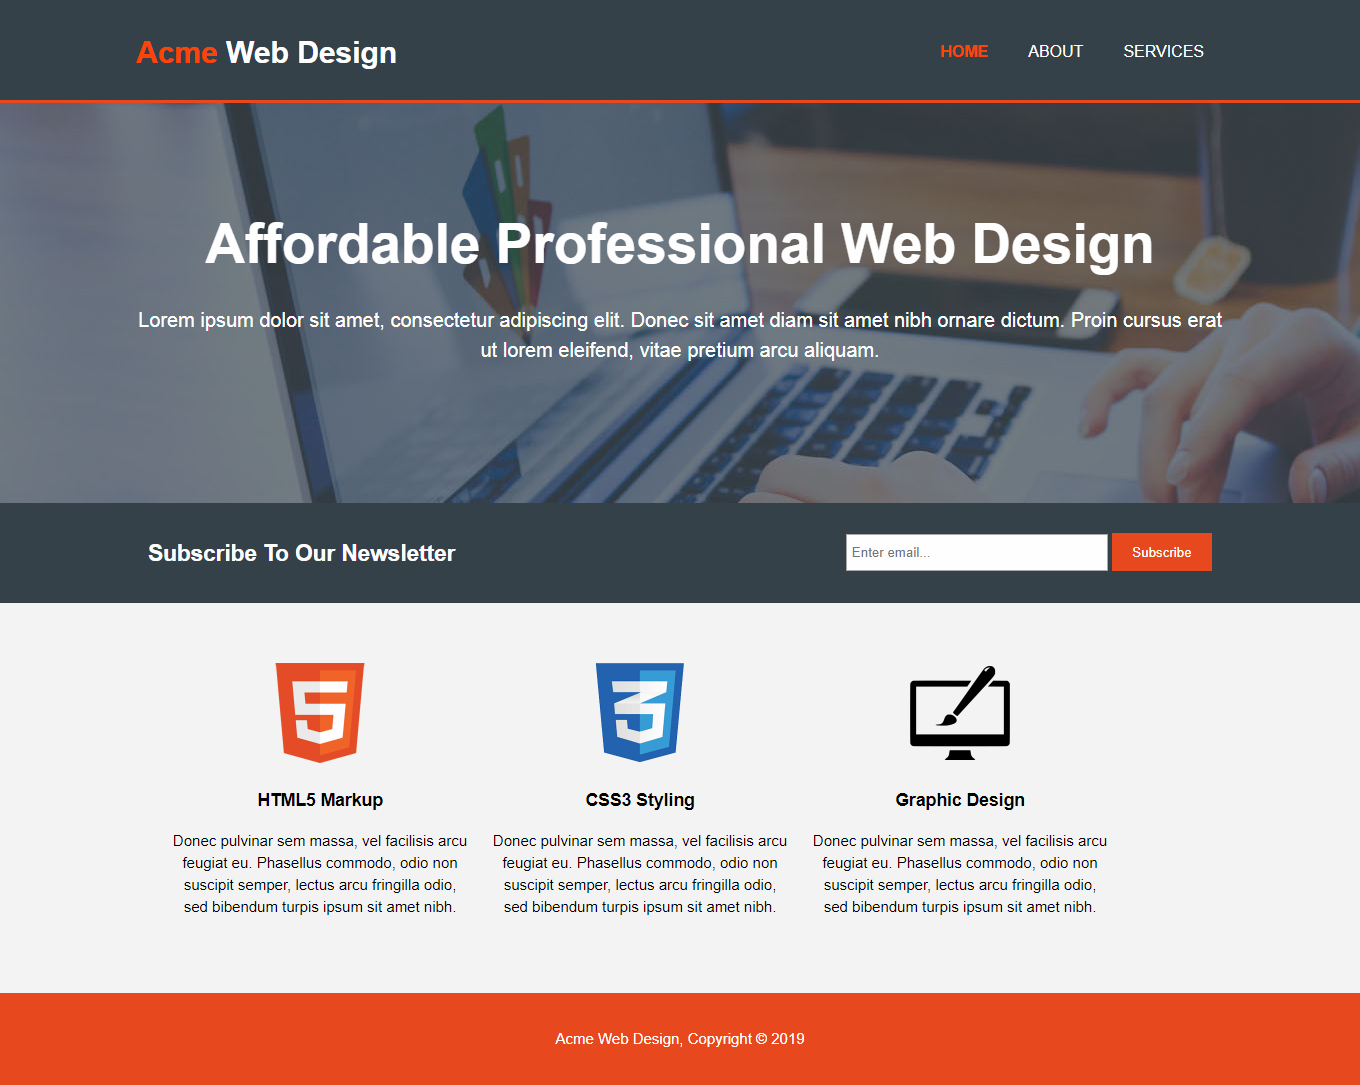 Acme Web Design
HOME ABOUT SERVICES
Affordable Professional Web Design
Lorem ipsum dolor sit amet, consectetur adipiscing elit. Donec sit amet diam sit amet nibh ornare dictum. Proin cursus erat
ut lorem eleifend, vitae pretium arcu aliquam.
Subscribe To Our Newsletter
Enter email...
Subscribe
HTML5 Markup
Donec pulvinar sem massa, vel facilisis arcu
feugiat eu. Phasellus commodo, odio non
suscipit semper, lectus arcu fringilla odio,
sed bibendum turpis ipsum sit amet nibh.
CSS3 Styling
Donec pulvinar sem massa, vel facilisis arcu
feugiat eu. Phasellus commodo, odio non
suscipit semper, lectus arcu fringilla odio,
sed bibendum turpis ipsum sit amet nibh.
Graphic Design
Donec pulvinar sem massa, vel facilisis arcu
feugiat eu. Phasellus commodo, odio non
suscipit semper, lectus arcu fringilla odio,
sed bibendum turpis ipsum sit amet nibh.
Acme Web Design, Copyright © 2019